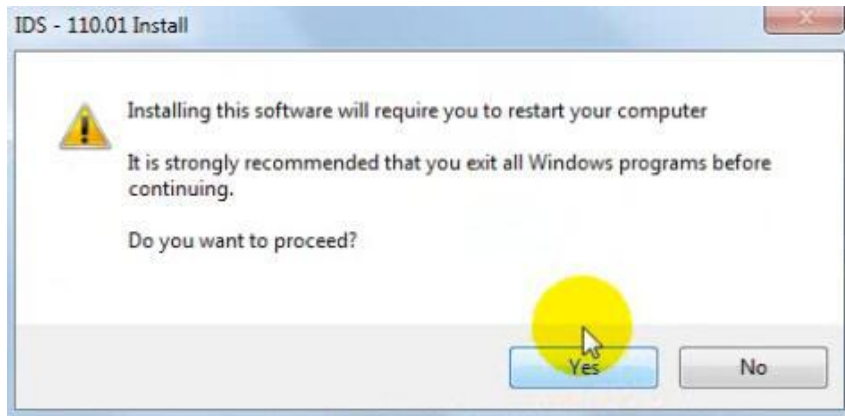 IDS - 110.01 Install
Installing this software will require you to restart your computer
It is strongly recommended that you exit all Windows programs before
continuing.
Do you want to proceed?
Yes
No